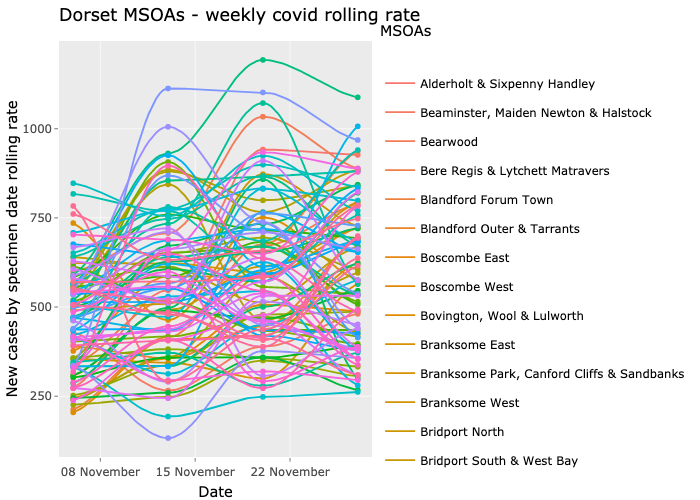 Dorset MSOAs - weekly covid rolling rate
MSOAs
Alderholt & Sixpenny Handley
Beaminster, Maiden Newton & Halstock
Bearwood
Bere Regis & Lytchett Matravers
Blandford Forum Town
Blandford Outer & Tarrants
Boscombe East
Boscombe West
Bovington, Wool & Lulworth
Branksome East
Branksome Park, Canford Cliffs & Sandbanks
Branksome West
Bridport North
Bridport South & West Bay
New cases by specimen date rolling rate
1000
750
500
250
08 November 15 November 22 November
Date